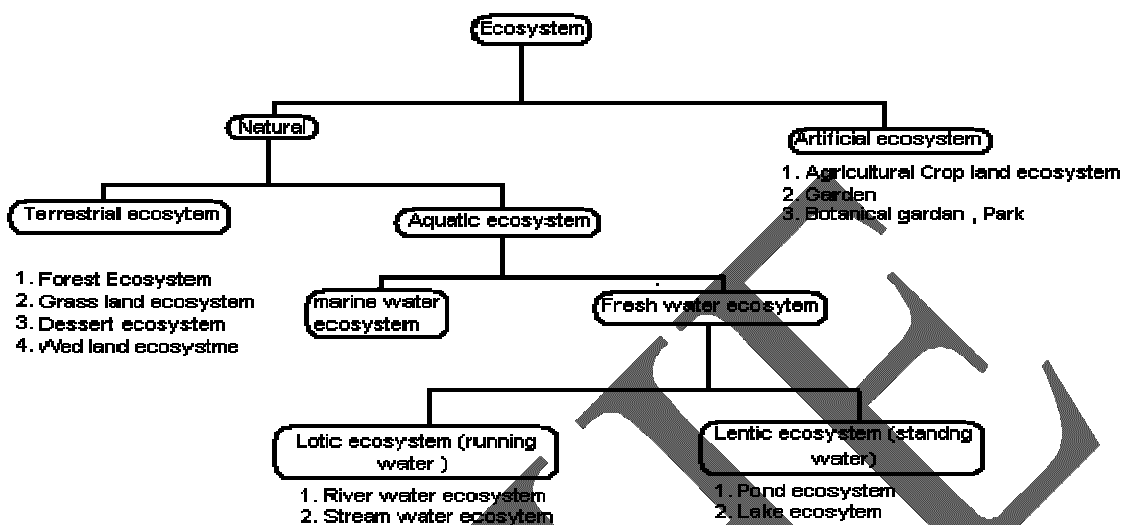 Ecosystem
Natural
Artificial ecosystem
1. Agricultural Crop land ecosystem
2. Garden
3. Botanical gardan , Park
Terrestrial ecosytem
Aquatic ecosystem
1. Forest Ecosystem
2. Grass land ecosystem
3. Dessert ecosystem
4. Wed land ecosystme
marine water
ecosystem
Fresh water ecosytem
Lotic ecosystem (running
water )
1. River water ecosystem
2. Stream water ecosytem
Lentic ecosystem (standng
water)
1. Pond ecosystem
2. Lake ecosytem